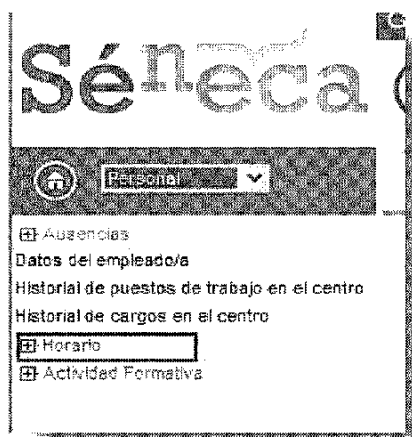 Séneca
Personal
Ausencias
Datos del empleado/a
Historial de puestos de trabajo en el centro
Historial de cargos en el centro
Horario
Actividad Formativa